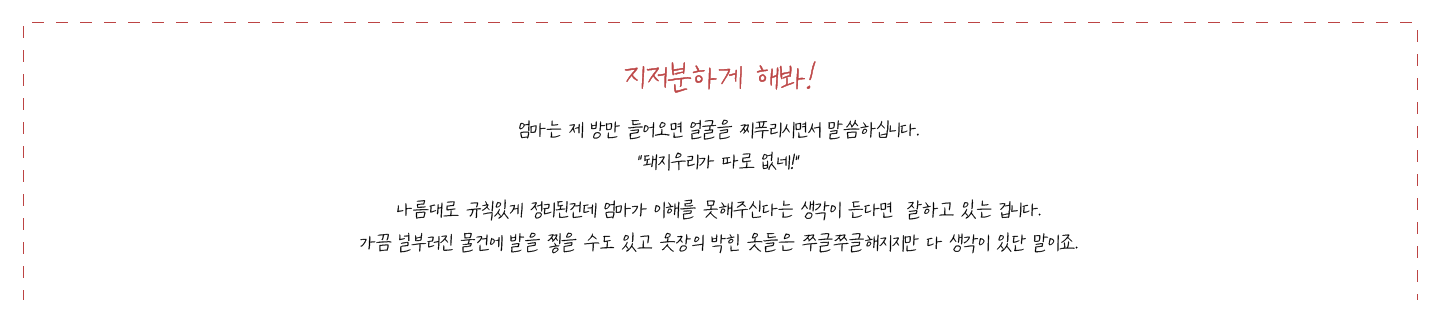 지저분하게 해봐!
엄마는 제 방만 들어오면 얼굴을 찌푸리시면서 말씀하십니다.
"돼지우리가 따로 없네!"
나름대로 규칙있게 정리된건데 엄마가 이해를 못해주신다는 생각이 든다면 잘하고 있는 겁니다.
가끔 널부러진 물건에 발을 찧을 수도 있고 옷장의 박힌 옷들은 쭈글쭈글해지지만 다 생각이 있단 말이죠.